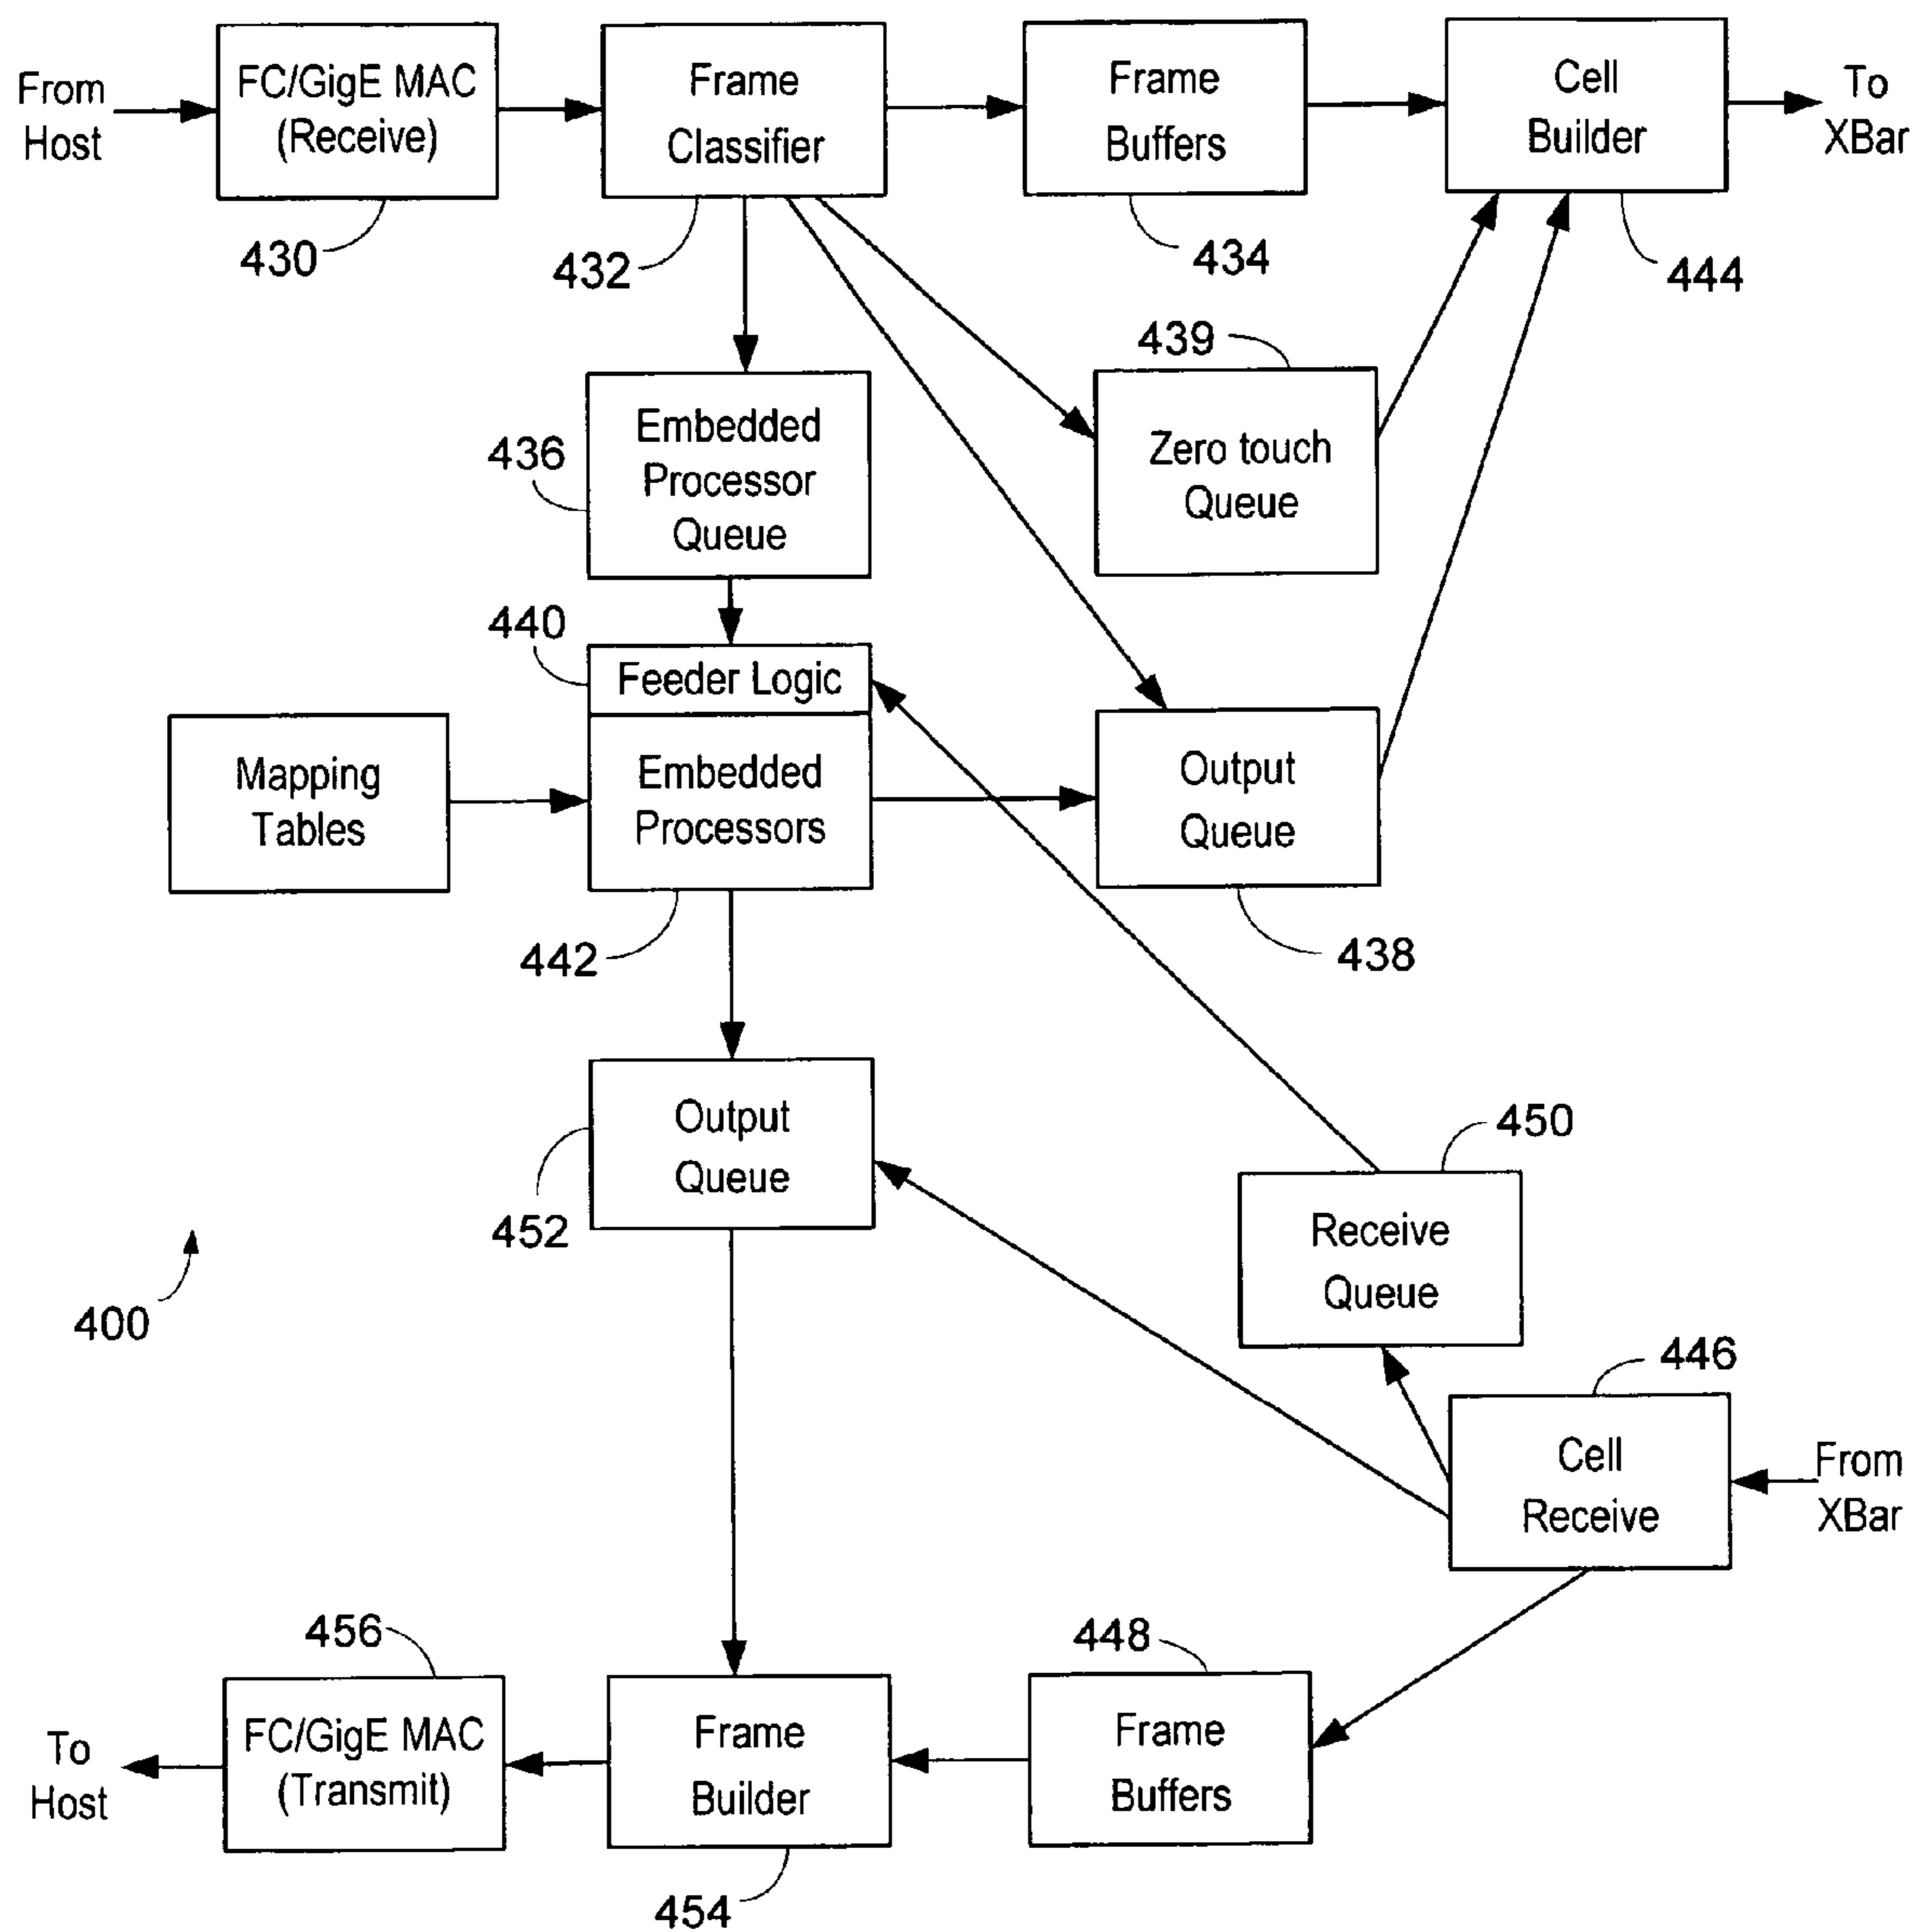 From
Host
FC/GigE MAC
(Receive)
430
Frame
Classifier
432
Frame
Buffers
434
Cell
Builder
444
To
XBar
439
Zero touch
Queue
436
Embedded
Processor
Queue
440
Feeder Logic
Mapping
Tables
Embedded
Processors
442
Output
Queue
438
Output
Queue
452
450
Receive
Queue
400
446
Cell
Receive
From
XBar
456
FC/GigE MAC
(Transmit)
To
Host
Frame
Builder
454
448
Frame
Buffers